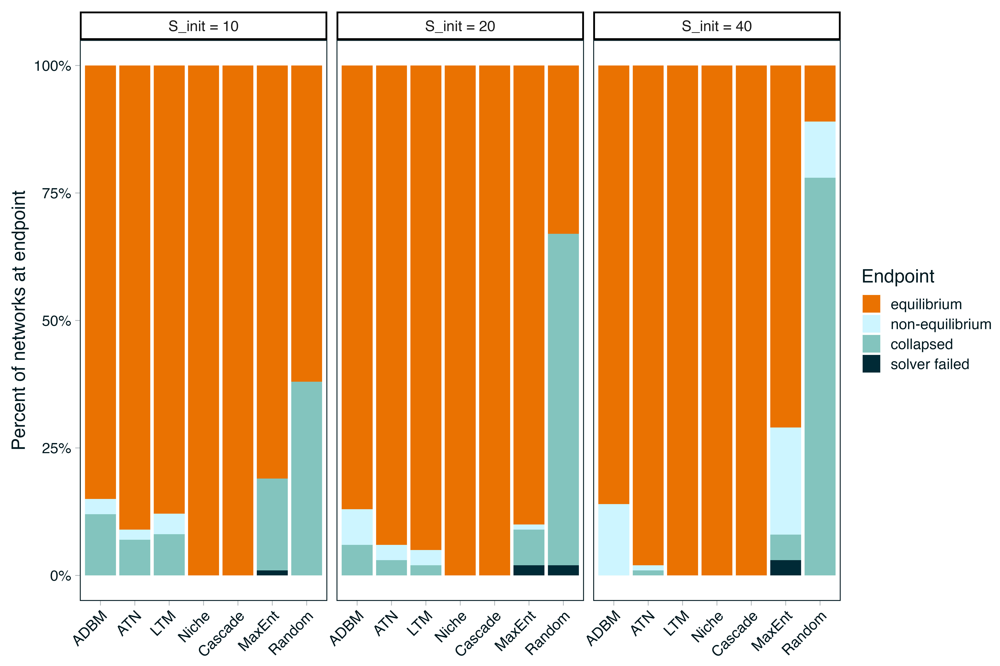 S_init = 10
S_init = 20
S_init = 40
Percent of networks at endpoint
100%
75%
50%
25%
0%
ADBM
ATN
LTM
Niche
Cascade
MaxEnt
Random
ADBM
ATN
LTM
Niche
Cascade
MaxEnt
Random
ADBM
ATN
LTM
Niche
Cascade
MaxEnt
Random
Endpoint
equilibrium
non-equilibrium
collapsed
solver failed